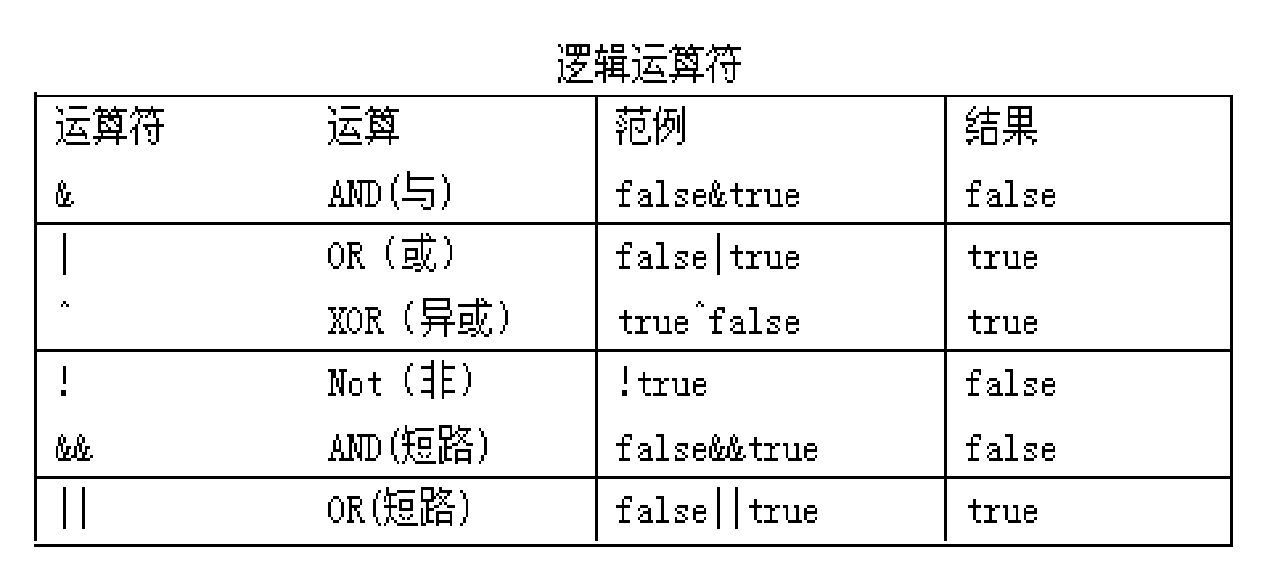 逻辑运算符
运算符 运算 范例 结果
& AND(与) false&true false
| OR（或） false|true true
^ XOR（异或） true^false true
! Not（非） !true false
&& AND(短路) false&&true false
|| OR(短路) false||true true